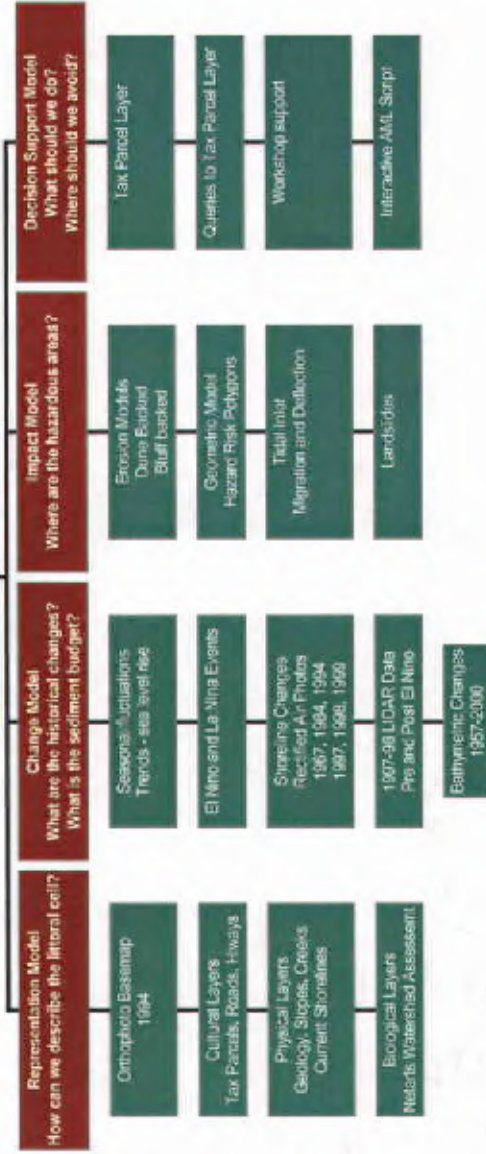 Representation Model
How can we describe the littoral cell?
Orthophoto Basemap
1994
Cultural Layers
Tax Parcels, Roads, Hiways
Physical Layers
Geology, Slopes, Creeks
Current Shorelines
Biological Layers
Netarts Watershed Assessment
Change Model
What are the historical changes?
What is the sediment budget?
Seasonal fluctuations
Trends - sea level rise
El Nino and La Nina Events
Shoreline Changes
Rectified Air Photos
1967, 1984, 1994
1997, 1998, 1999
1997-98 LIDAR Data
Pre and Post El Nino
Bathymetric Changes
1957-2000
Impact Model
Where are the hazardous areas?
Erosion Models
Dune Backed
Bluff backed
Geometric Model
Hazard Risk Polygons
Tidal Inlet
Migration and Deflection
Landslides
Decision Support Model
What should we do?
Where should we avoid?
Tax Parcel Layer
Queries to Tax Parcel Layer
Workshop support
Interactive AML Script